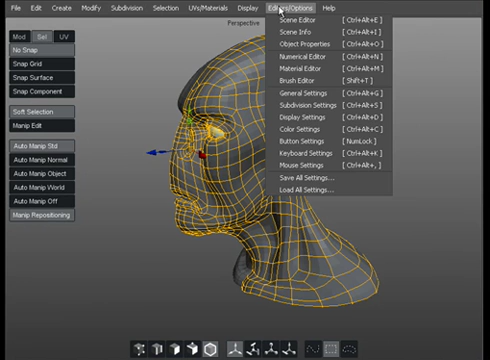 File Edit Create Modify Subdivision Selection UVs/Materials Display Editors/Options Help
Perspective
Mod Sel UV
No Snap
Snap Grid
Snap Surface
Snap Component
Soft Selection
Manip Edit
Auto Manip Std
Auto Manip Normal
Auto Manip Object
Auto Manip World
Auto Manip Off
Manip Repositioning
Scene Editor [ Ctrl+Alt+E ]
Scene Info [ Ctrl+Alt+I ]
Object Properties [ Ctrl+Alt+O ]
Numerical Editor [ Ctrl+Alt+N ]
Material Editor [ Ctrl+Alt+M ]
Brush Editor [ Shift+T ]
General Settings [ Ctrl+Alt+G ]
Subdivision Settings [ Ctrl+Alt+S ]
Display Settings [ Ctrl+Alt+D ]
Color Settings [ Ctrl+Alt+C ]
Button Settings [ NumLock ]
Keyboard Settings [ Ctrl+Alt+K ]
Mouse Settings [ Ctrl+Alt+, ]
Save All Settings...
Load All Settings...